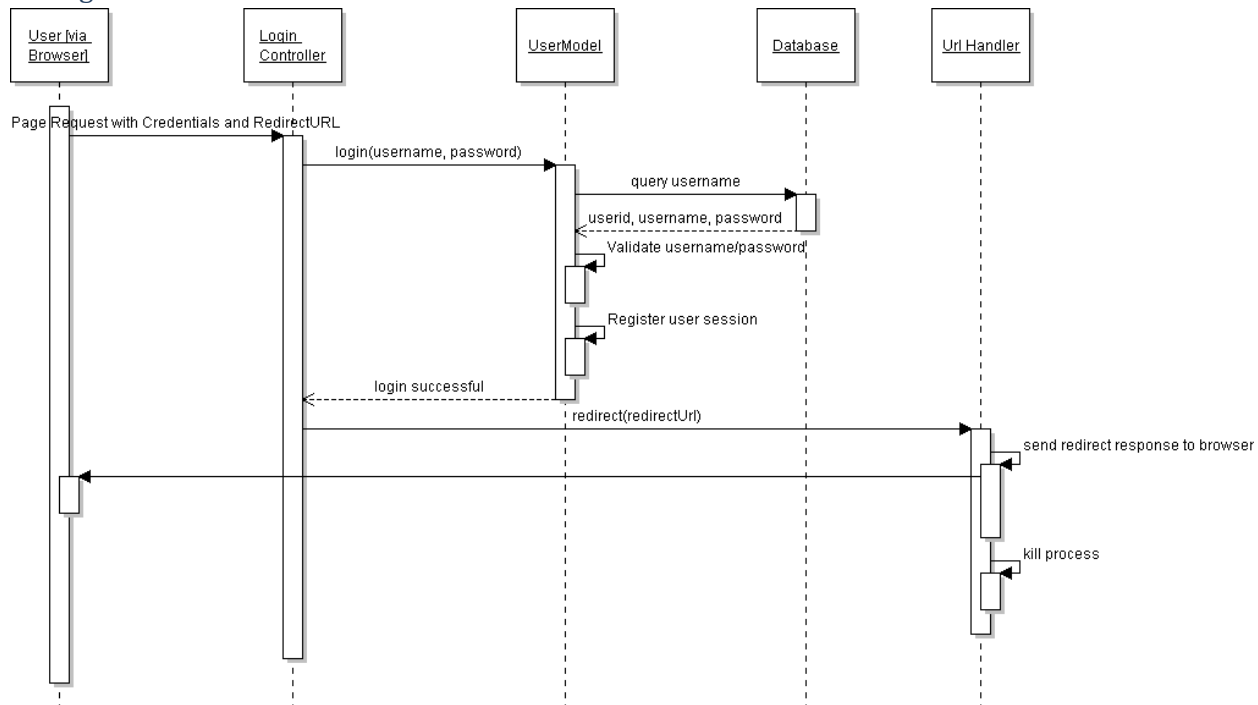 User [via
Browser]
Login
Controller
UserModel
Database
Url Handler
Page Request with Credentials and RedirectURL
login(username, password)
query username
userid, username, password
Validate username/password
Register user session
login successful
redirect(redirectUrl)
send redirect response to browser
kill process